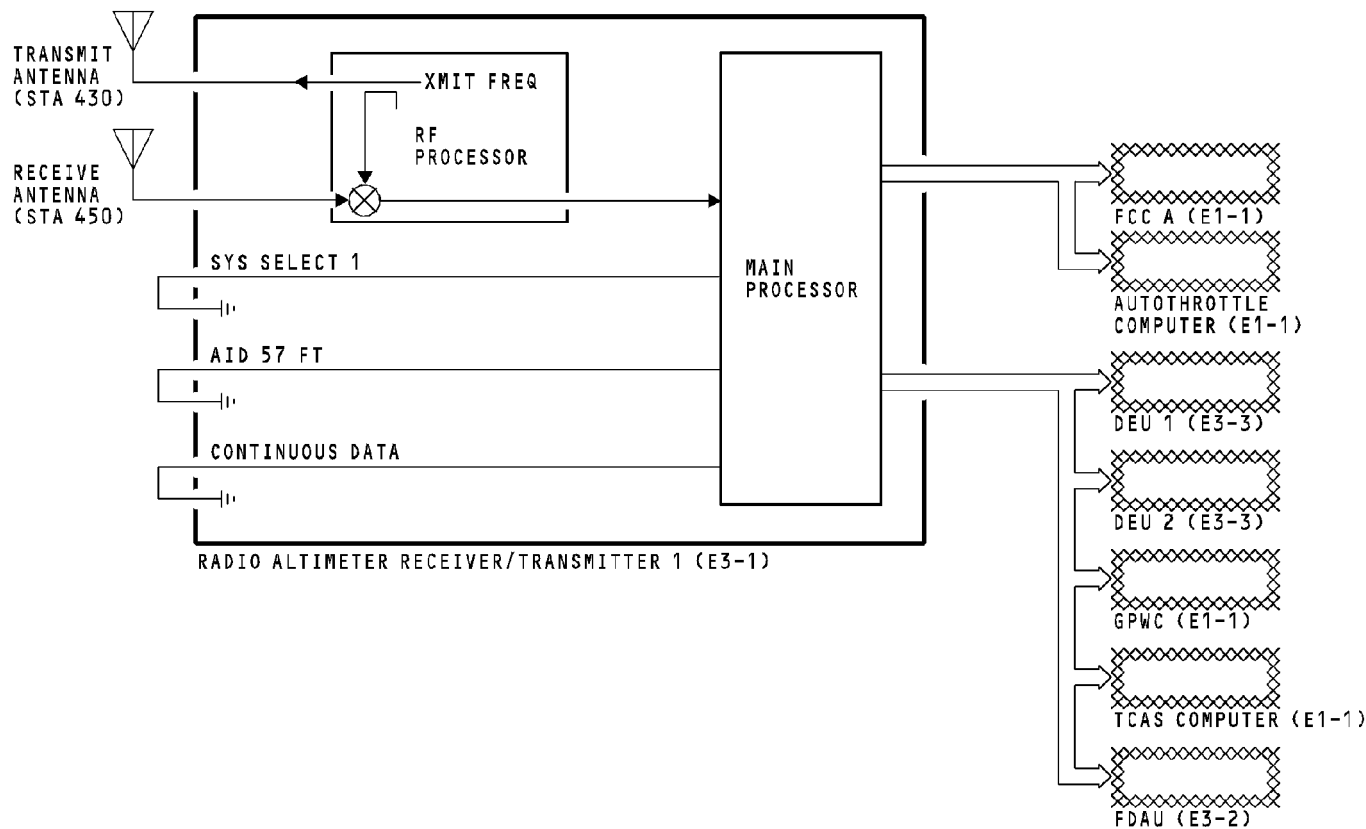 TRANSMIT
ANTENNA
(STA 430)
XMIT FREQ
RF
PROCESSOR
RECEIVE
ANTENNA
(STA 450)
SYS SELECT 1
AID 57 FT
CONTINUOUS DATA
MAIN
PROCESSOR
RADIO ALTIMETER RECEIVER/TRANSMITTER 1 (E3-1)
FCC A (E1-1)
AUTOTHROTTLE
COMPUTER (E1-1)
DEU 1 (E3-3)
DEU 2 (E3-3)
GPWC (E1-1)
TCAS COMPUTER (E1-1)
FDAU (E3-2)